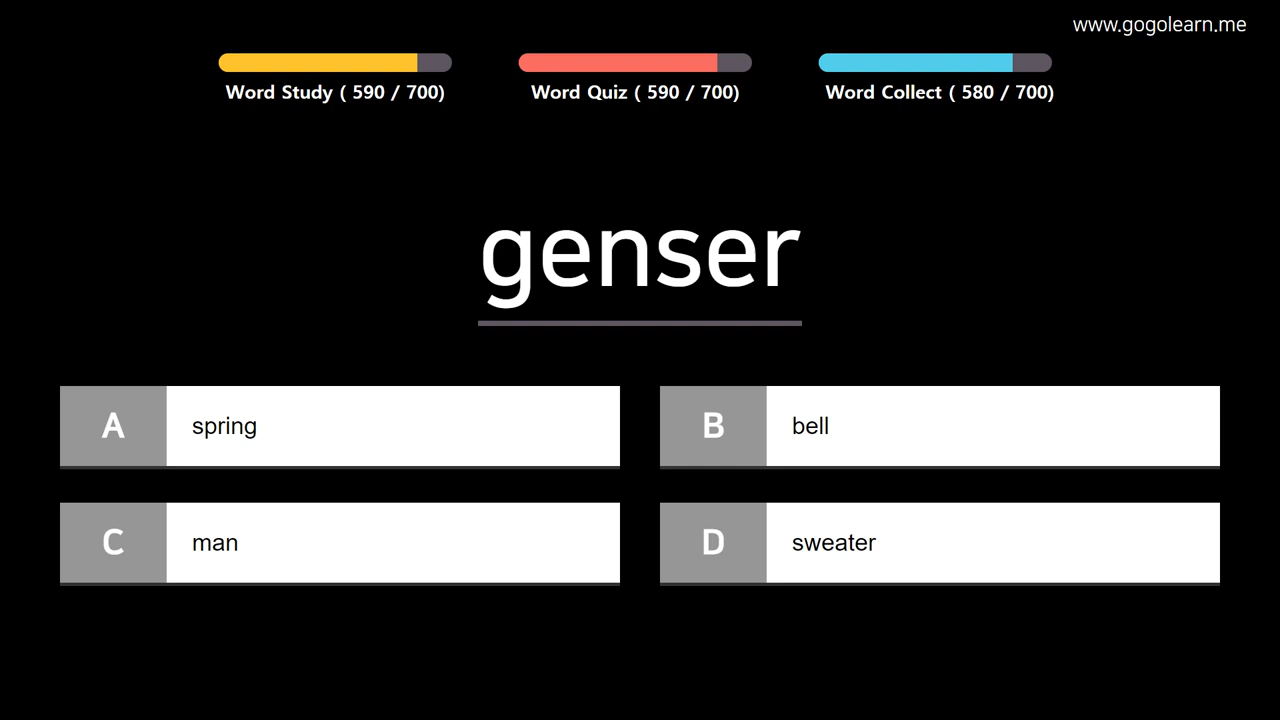 www.gogolearn.me
Word Study ( 590 / 700)
Word Quiz ( 590 / 700)
Word Collect ( 580 / 700)
genser
A spring
B bell
C man
D sweater